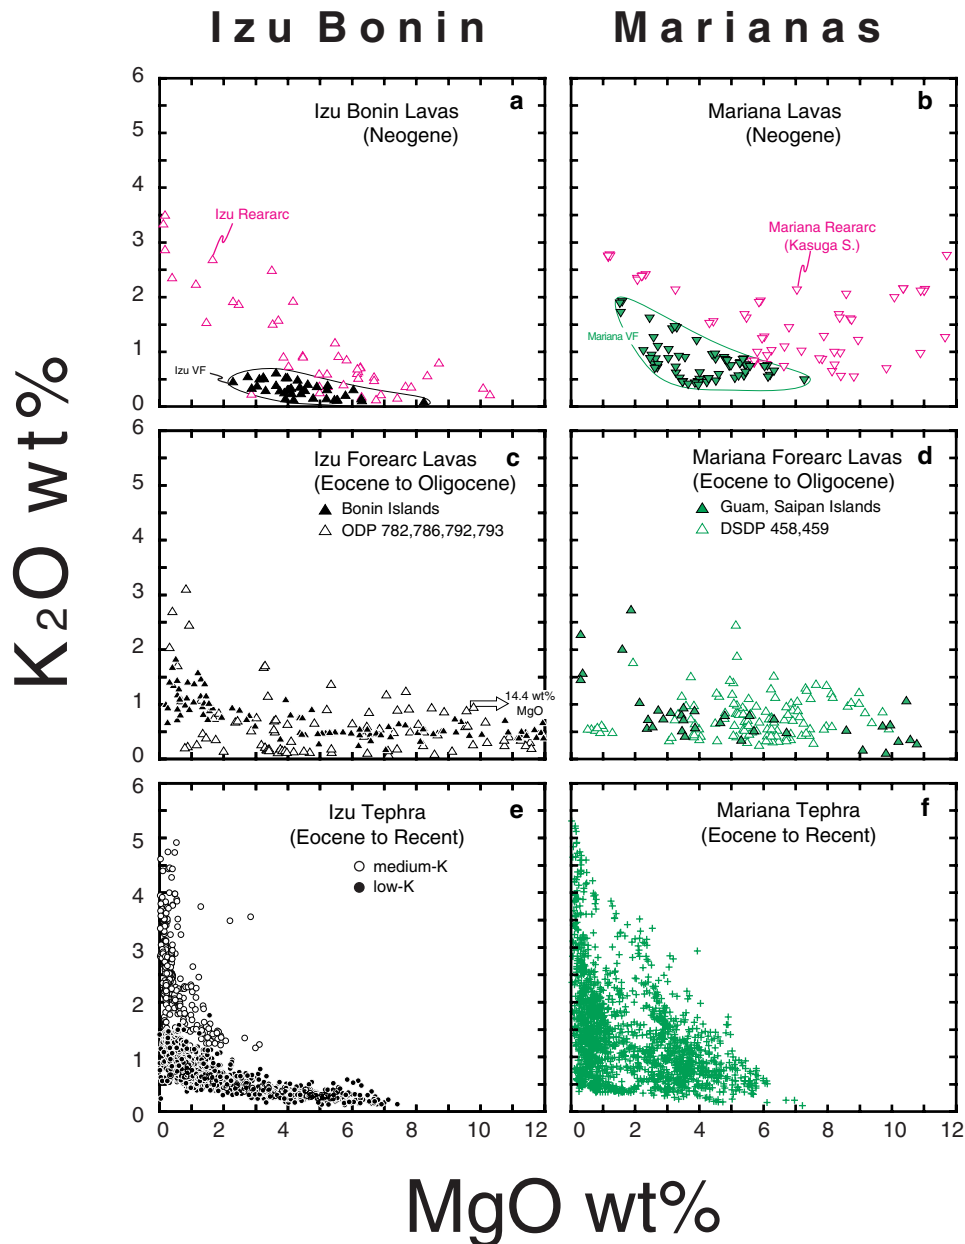 Izu Bonin
Marianas
K2O wt%
6
5
4
3
2
1
0
a
Izu Bonin Lavas
(Neogene)
Izu Reararc
Izu VF
b
Mariana Lavas
(Neogene)
Mariana Reararc
(Kasuga S.)
Mariana VF
6
5
4
3
2
1
0
c
Izu Forearc Lavas
(Eocene to Oligocene)
Bonin Islands
ODP 782,786,792,793
14.4 wt%
MgO
d
Mariana Forearc Lavas
(Eocene to Oligocene)
Guam, Saipan Islands
DSDP 458,459
6
5
4
3
2
1
0
e
Izu Tephra
(Eocene to Recent)
medium-K
low-K
f
Mariana Tephra
(Eocene to Recent)
0 2 4 6 8 10 12
0 2 4 6 8 10 12
MgO wt%